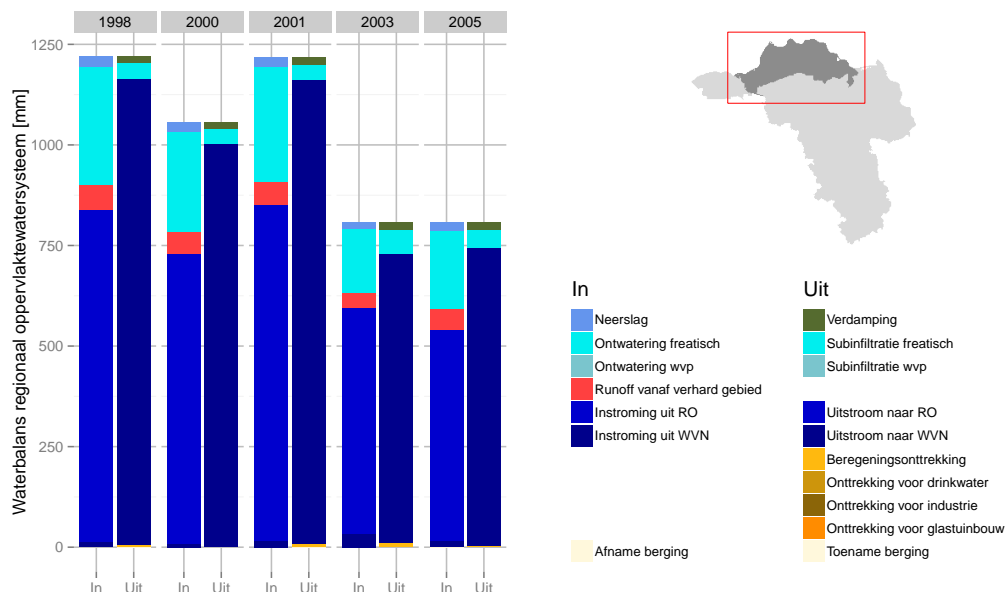 1998 2000 2001 2003 2005
Waterbalans regionaal oppervlaktewatersysteem [mm]
1250
1000
750
500
250
0
In Uit In Uit In Uit In Uit In Uit
In
Neerslag
Ontwatering freatisch
Ontwatering wvp
Runoff vanaf verhard gebied
Instroming uit RO
Instroming uit WVN
Afname berging
Uit
Verdamping
Subinfiltratie freatisch
Subinfiltratie wvp
Uitstroom naar RO
Uitstroom naar WVN
Beregeningsonttrekking
Onttrekking voor drinkwater
Onttrekking voor industrie
Onttrekking voor glastuinbouw
Toename berging